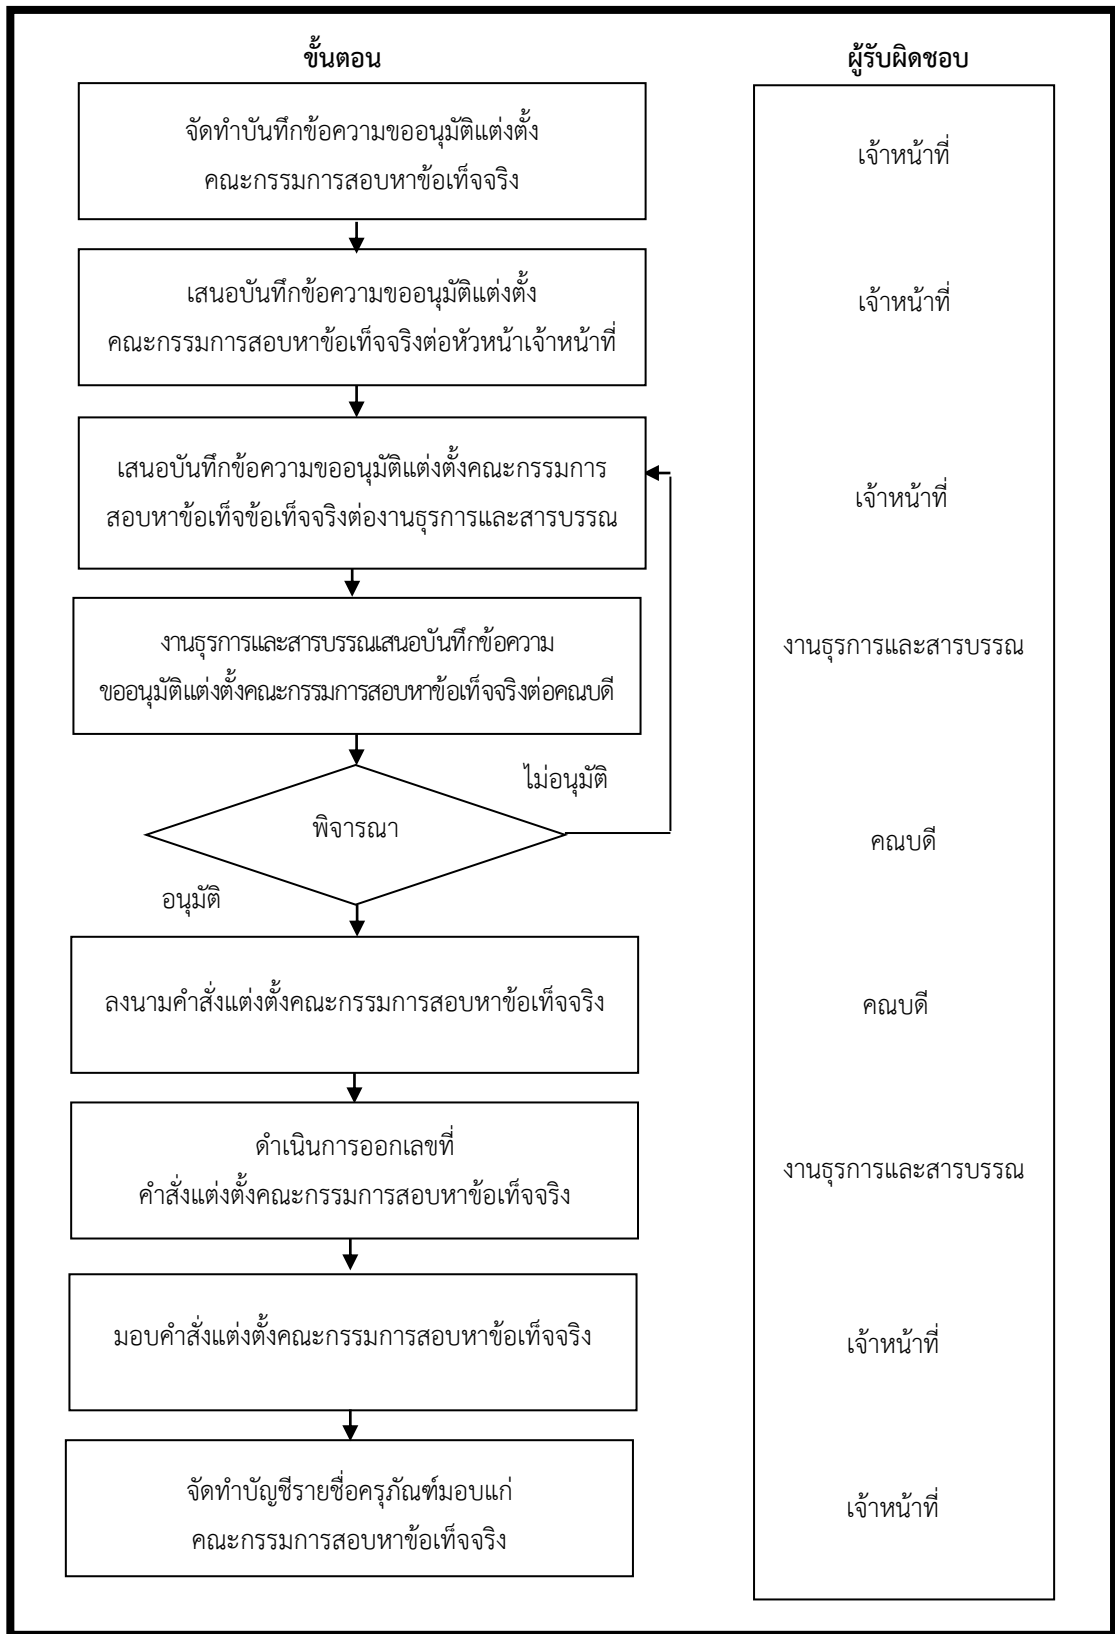 ขั้นตอน
ผู้รับผิดชอบ
จัดทำบันทึกข้อความขออนุมัติแต่งตั้ง
คณะกรรมการสอบหาข้อเท็จจริง
เจ้าหน้าที่
เสนอบันทึกข้อความขออนุมัติแต่งตั้ง
คณะกรรมการสอบหาข้อเท็จจริงต่อหัวหน้าเจ้าหน้าที่
เจ้าหน้าที่
เสนอบันทึกข้อความขออนุมัติแต่งตั้งคณะกรรมการ
สอบหาข้อเท็จข้อเท็จจริงต่องานธุรการและสารบรรณ
เจ้าหน้าที่
งานธุรการและสารบรรณเสนอบันทึกข้อความ
ขออนุมัติแต่งตั้งคณะกรรมการสอบหาข้อเท็จจริงต่อคณบดี
งานธุรการและสารบรรณ
ไม่อนุมัติ
พิจารณา
คณบดี
อนุมัติ
ลงนามคำสั่งแต่งตั้งคณะกรรมการสอบหาข้อเท็จจริง
คณบดี
ดำเนินการออกเลขที่
คำสั่งแต่งตั้งคณะกรรมการสอบหาข้อเท็จจริง
งานธุรการและสารบรรณ
มอบคำสั่งแต่งตั้งคณะกรรมการสอบหาข้อเท็จจริง
เจ้าหน้าที่
จัดทำบัญชีรายชื่อครุภัณฑ์มอบแก่
คณะกรรมการสอบหาข้อเท็จจริง
เจ้าหน้าที่